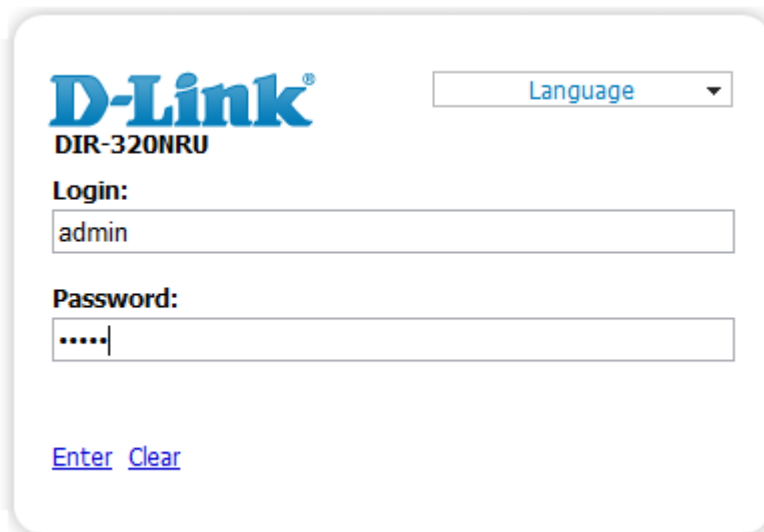 D-Link®
Language
DIR-320NRU
Login:
admin
Password:
•••••
Enter Clear